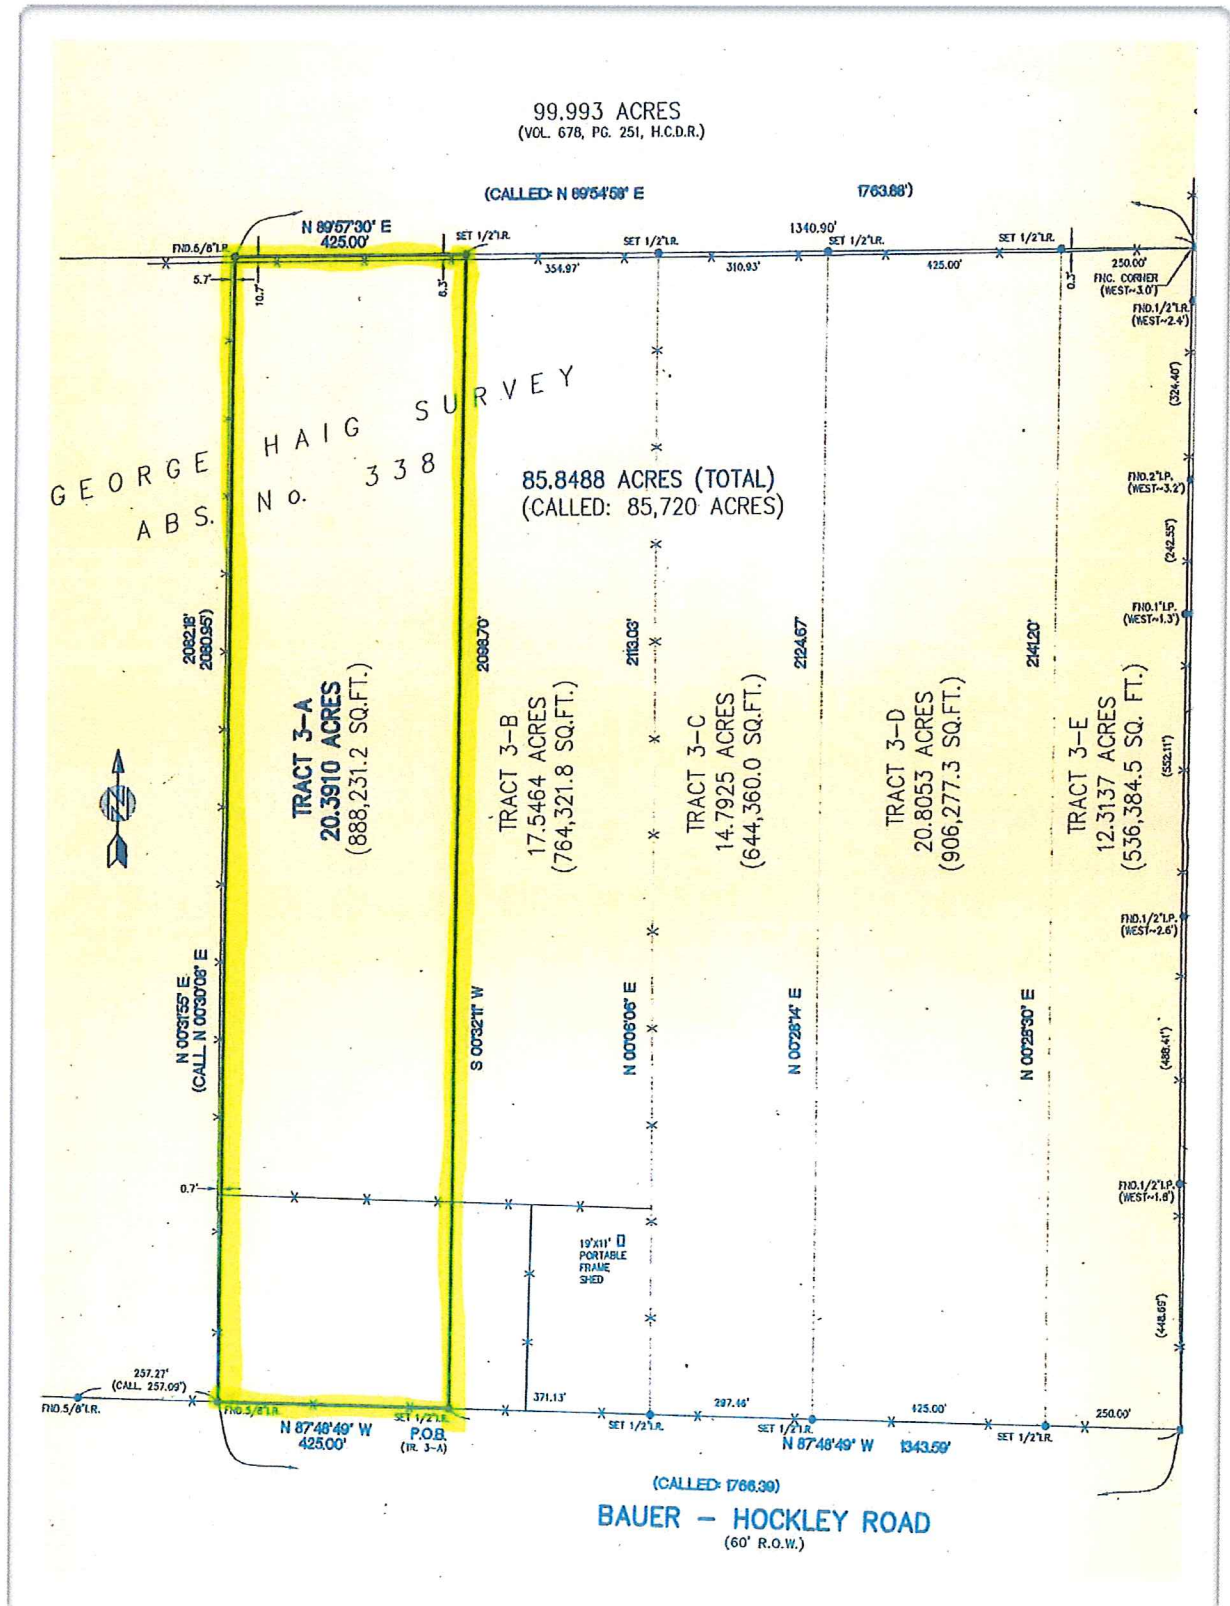 99.993 ACRES
(VOL. 678, PG. 251, H.C.D.R.)
(CALLED: N 89°54'58" E 1763.88')
N 89°57'30" E
425.00'
1340.90'
FND.5/8"I.R.
SET 1/2"I.R.
SET 1/2"I.R.
SET 1/2"I.R.
SET 1/2"I.R.
354.97'
310.93'
425.00'
250.00'
5.7'
10.7'
6.3'
0.3'
FNC. CORNER
(WEST~3.0')
FND.1/2"I.R.
(WEST~2.4')
(324.40')
GEORGE HAIG SURVEY
ABS. No. 338
85.8488 ACRES (TOTAL)
(CALLED: 85,720 ACRES)
FND.2"I.P.
(WEST~3.2')
(242.55')
FND.1"I.P.
(WEST~1.3')
2082.18'
2080.95')
2098.70'
2113.03'
2124.67'
2141.20'
TRACT 3-A
20.3910 ACRES
(888,231.2 SQ.FT.)
TRACT 3-B
17.5464 ACRES
(764,321.8 SQ.FT.)
TRACT 3-C
14.7925 ACRES
(644,360.0 SQ.FT.)
TRACT 3-D
20.8053 ACRES
(906,277.3 SQ.FT.)
TRACT 3-E
12.3137 ACRES
(536,384.5 SQ. FT.)
(552.11')
N
FND.1/2"I.P.
(WEST~2.6')
N 00°31'55" E
(CALL N 00°30'08" E
S 00°32'11" W
N 00°06'06" E
N 00°28'14" E
N 00°28'30" E
(488.41')
0.7'
FND.1/2"I.P.
(WEST~1.8')
19'X11'
PORTABLE
FRAME
SHED
(448.69')
257.27'
(CALL 257.09')
FND.5/8"I.R.
FND.5/8"I.R.
SET 1/2"I.R.
371.13'
SET 1/2"I.R.
297.46'
SET 1/2"I.R.
425.00'
SET 1/2"I.R.
250.00'
N 87°48'49" W
425.00'
P.O.B.
(TR. 3-A)
N 87°48'49" W 1343.59'
(CALLED: 1766.39)
BAUER - HOCKLEY ROAD
(60' R.O.W.)